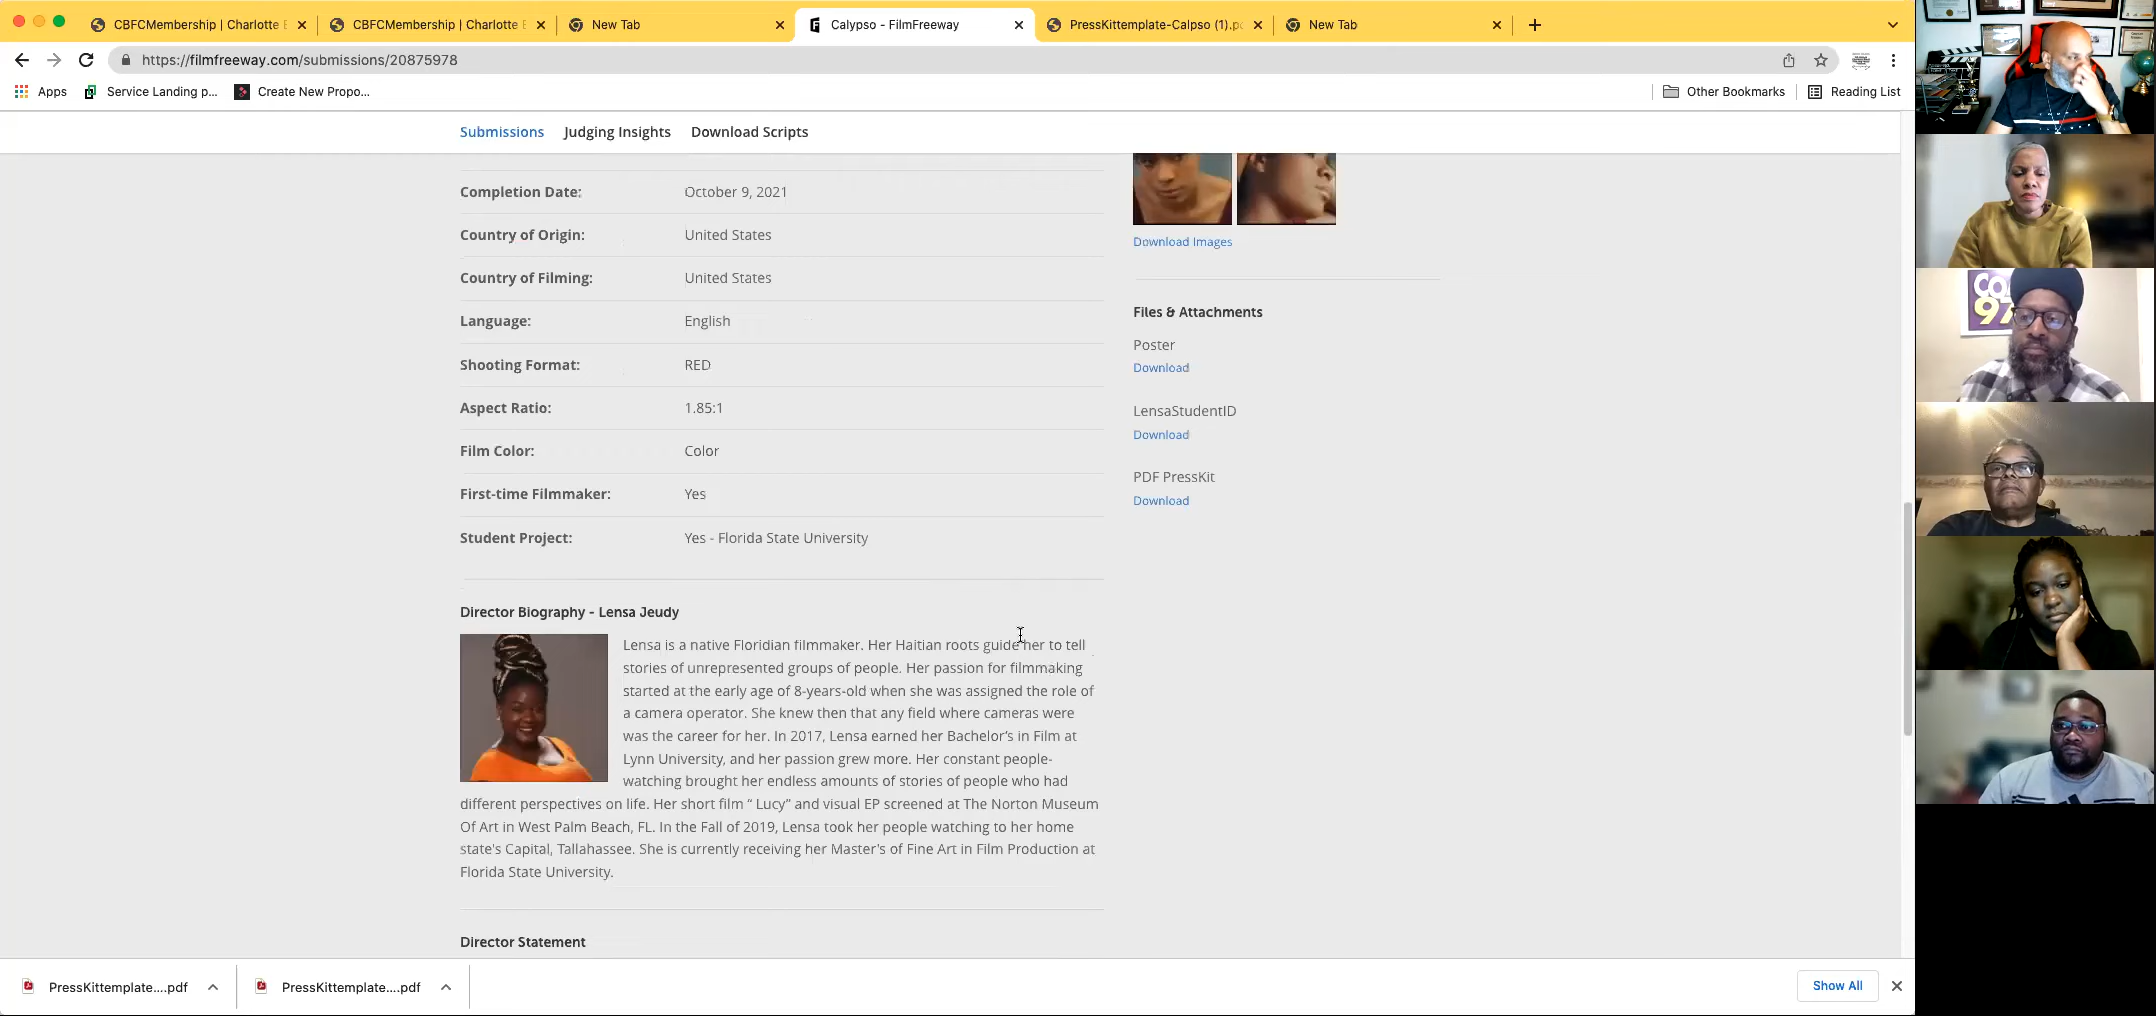 CBFCMembership | Charlotte
CBFCMembership | Charlotte
New Tab
Calypso - FilmFreeway
PressKittemplate-Calpso (1).p
New Tab
https://filmfreeway.com/submissions/20875978
Apps
Service Landing p...
Create New Propo...
Other Bookmarks
Reading List
Submissions
Judging Insights
Download Scripts
Completion Date: October 9, 2021
Country of Origin: United States
Country of Filming: United States
Language: English
Shooting Format: RED
Aspect Ratio: 1.85:1
Film Color: Color
First-time Filmmaker: Yes
Student Project: Yes - Florida State University
Download Images
Files & Attachments
Poster
Download
LensaStudentID
Download
PDF PressKit
Download
Director Biography - Lensa Jeudy
Lensa is a native Floridian filmmaker. Her Haitian roots guide her to tell
stories of unrepresented groups of people. Her passion for filmmaking
started at the early age of 8-years-old when she was assigned the role of
a camera operator. She knew then that any field where cameras were
was the career for her. In 2017, Lensa earned her Bachelor's in Film at
Lynn University, and her passion grew more. Her constant people-
watching brought her endless amounts of stories of people who had
different perspectives on life. Her short film “ Lucy” and visual EP screened at The Norton Museum
Of Art in West Palm Beach, FL. In the Fall of 2019, Lensa took her people watching to her home
state's Capital, Tallahassee. She is currently receiving her Master's of Fine Art in Film Production at
Florida State University.
Director Statement
PressKittemplate....pdf
PressKittemplate....pdf
Show All
97